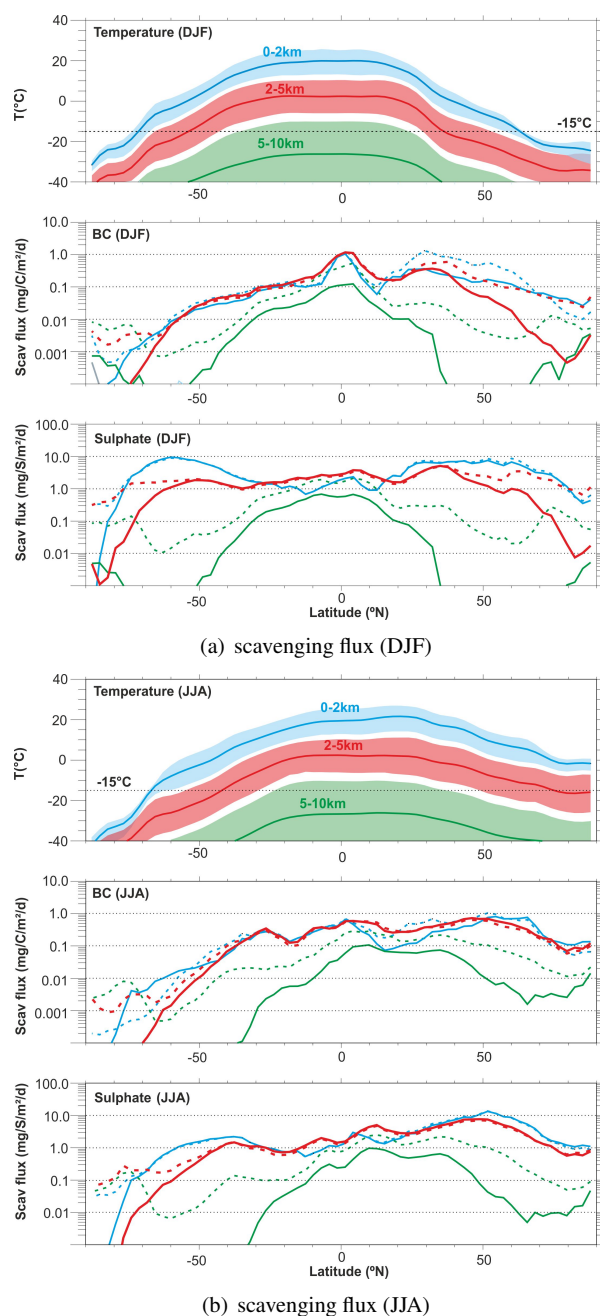 Temperature (DJF)
40
20
0
-20
-40
T(°C)
0-2km
2-5km
5-10km
-15°C
-50
0
50
BC (DJF)
10.0
1.0
0.1
0.01
0.001
Scav flux (mg/C/m²/d)
-50
0
50
Sulphate (DJF)
100.0
10.0
1.0
0.1
0.01
Scav flux (mg/S/m²/d)
-50
0
50
Latitude (ºN)
(a) scavenging flux (DJF)
Temperature (JJA)
40
20
0
-20
-40
T(°C)
0-2km
2-5km
5-10km
-15°C
-50
0
50
BC (JJA)
10.0
1.0
0.1
0.01
0.001
Scav flux (mg/C/m²/d)
-50
0
50
Sulphate (JJA)
100.0
10.0
1.0
0.1
0.01
Scav flux (mg/S/m²/d)
-50
0
50
Latitude (ºN)
(b) scavenging flux (JJA)